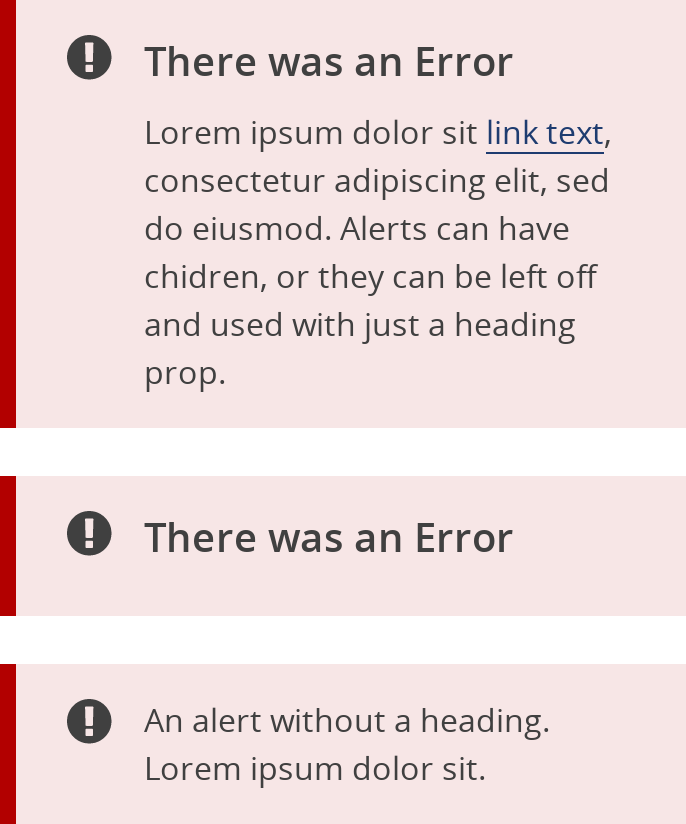 There was an Error
Lorem ipsum dolor sit link text,
consectetur adipiscing elit, sed
do eiusmod. Alerts can have
chidren, or they can be left off
and used with just a heading
prop.
There was an Error
An alert without a heading.
Lorem ipsum dolor sit.